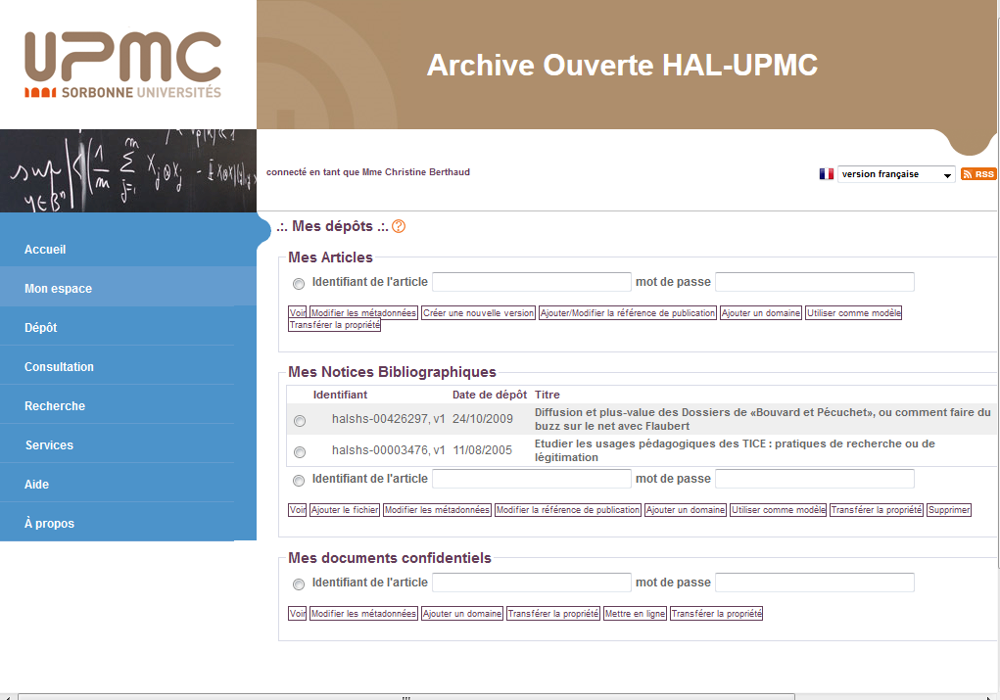 UPMC
SORBONNE UNIVERSITÉS
Archive Ouverte HAL-UPMC
connecté en tant que Mme Christine Berthaud
version française
RSS
Accueil
Mon espace
Dépôt
Consultation
Recherche
Services
Aide
À propos
.:. Mes dépôts .:. ?
Mes Articles
Identifiant de l'article mot de passe
Voir Modifier les métadonnées Créer une nouvelle version Ajouter/Modifier la référence de publication Ajouter un domaine Utiliser comme modèle
Transférer la propriété
Mes Notices Bibliographiques
Identifiant Date de dépôt Titre
halshs-00426297, v1 24/10/2009 Diffusion et plus-value des Dossiers de «Bouvard et Pécuchet», ou comment faire du
buzz sur le net avec Flaubert
halshs-00003476, v1 11/08/2005 Etudier les usages pédagogiques des TICE : pratiques de recherche ou de
légitimation
Identifiant de l'article mot de passe
Voir Ajouter le fichier Modifier les métadonnées Modifier la référence de publication Ajouter un domaine Utiliser comme modèle Transférer la propriété Supprimer
Mes documents confidentiels
Identifiant de l'article mot de passe
Voir Modifier les métadonnées Ajouter un domaine Transférer la propriété Mettre en ligne Transférer la propriété